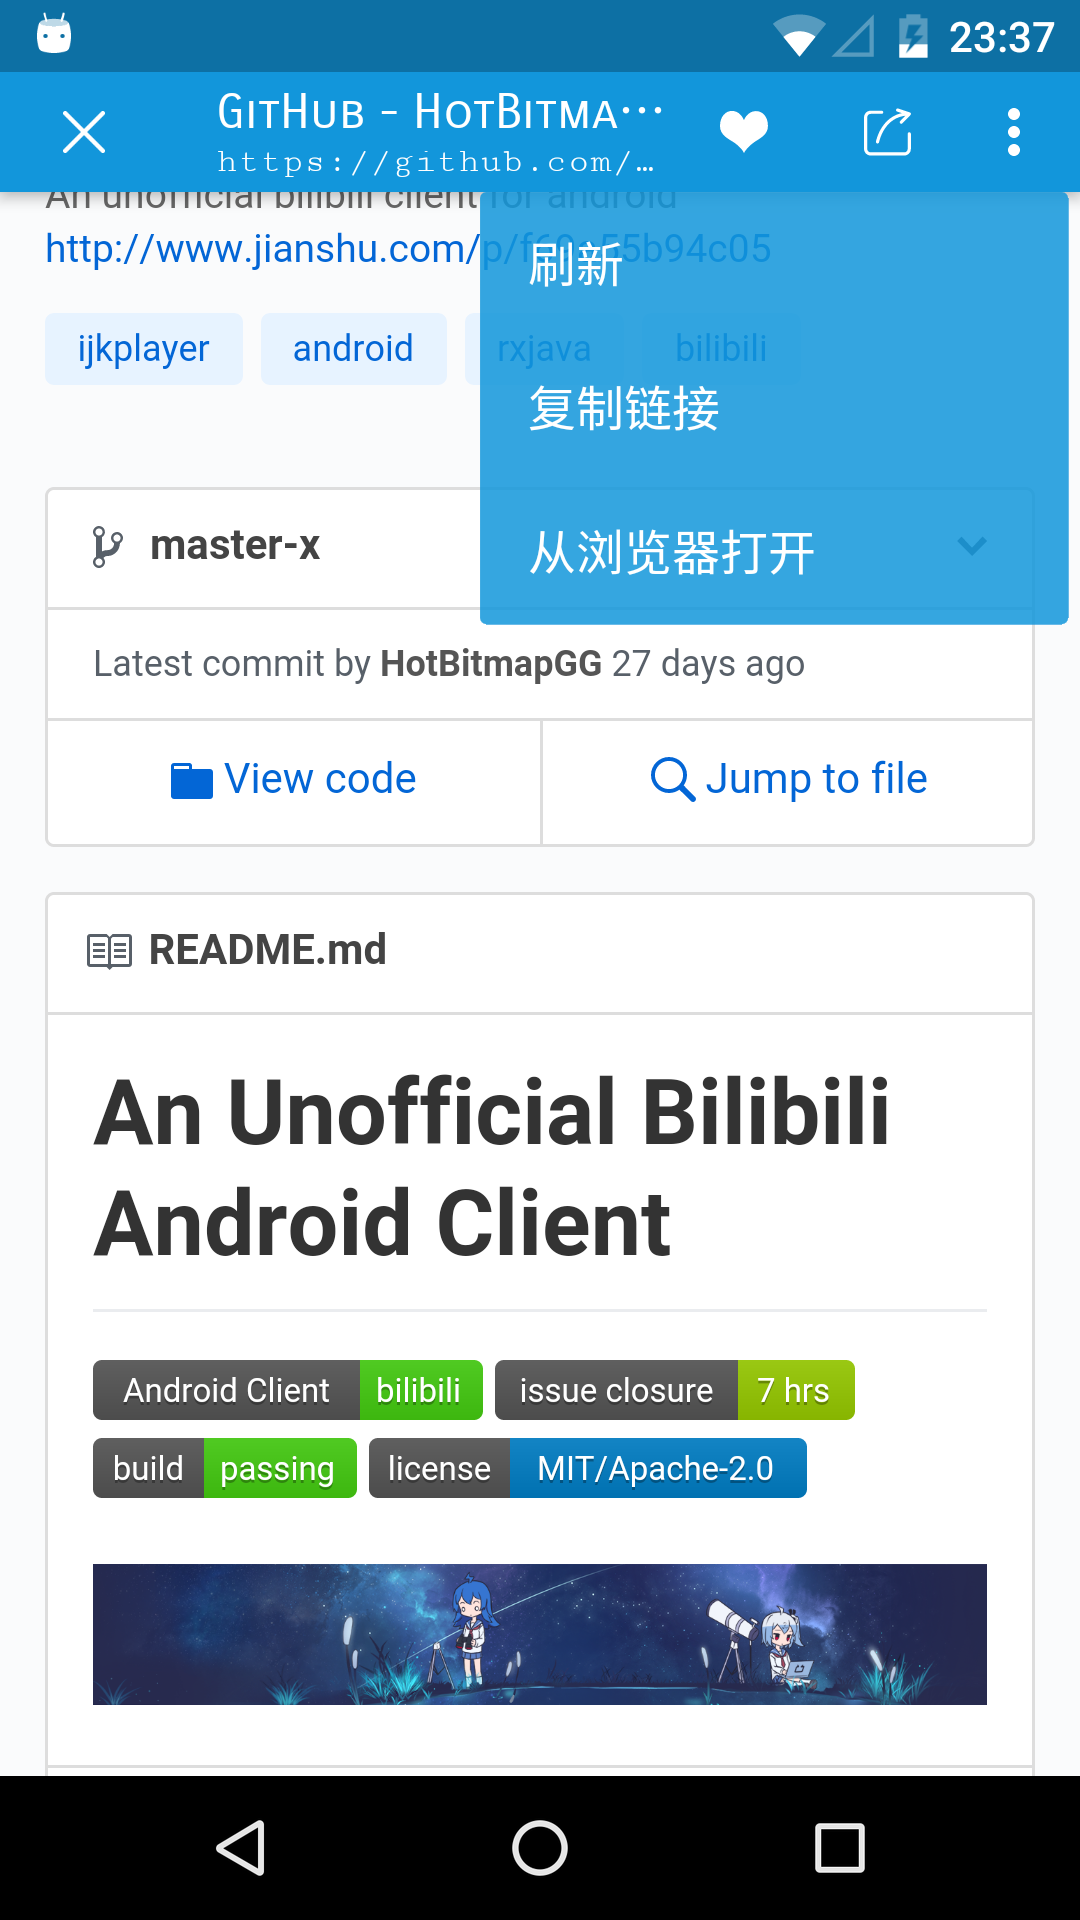 23:37
GitHub - HotBitma...
https://github.com/...
An unofficial bilibili client for android
http://www.jianshu.com/p/f69a55b94c05
刷新
ijkplayer android rxjava bilibili
复制链接
master-x
从浏览器打开
Latest commit by HotBitmapGG 27 days ago
View code
Jump to file
README.md
An Unofficial Bilibili
Android Client
Android Client bilibili issue closure 7 hrs
build passing license MIT/Apache-2.0